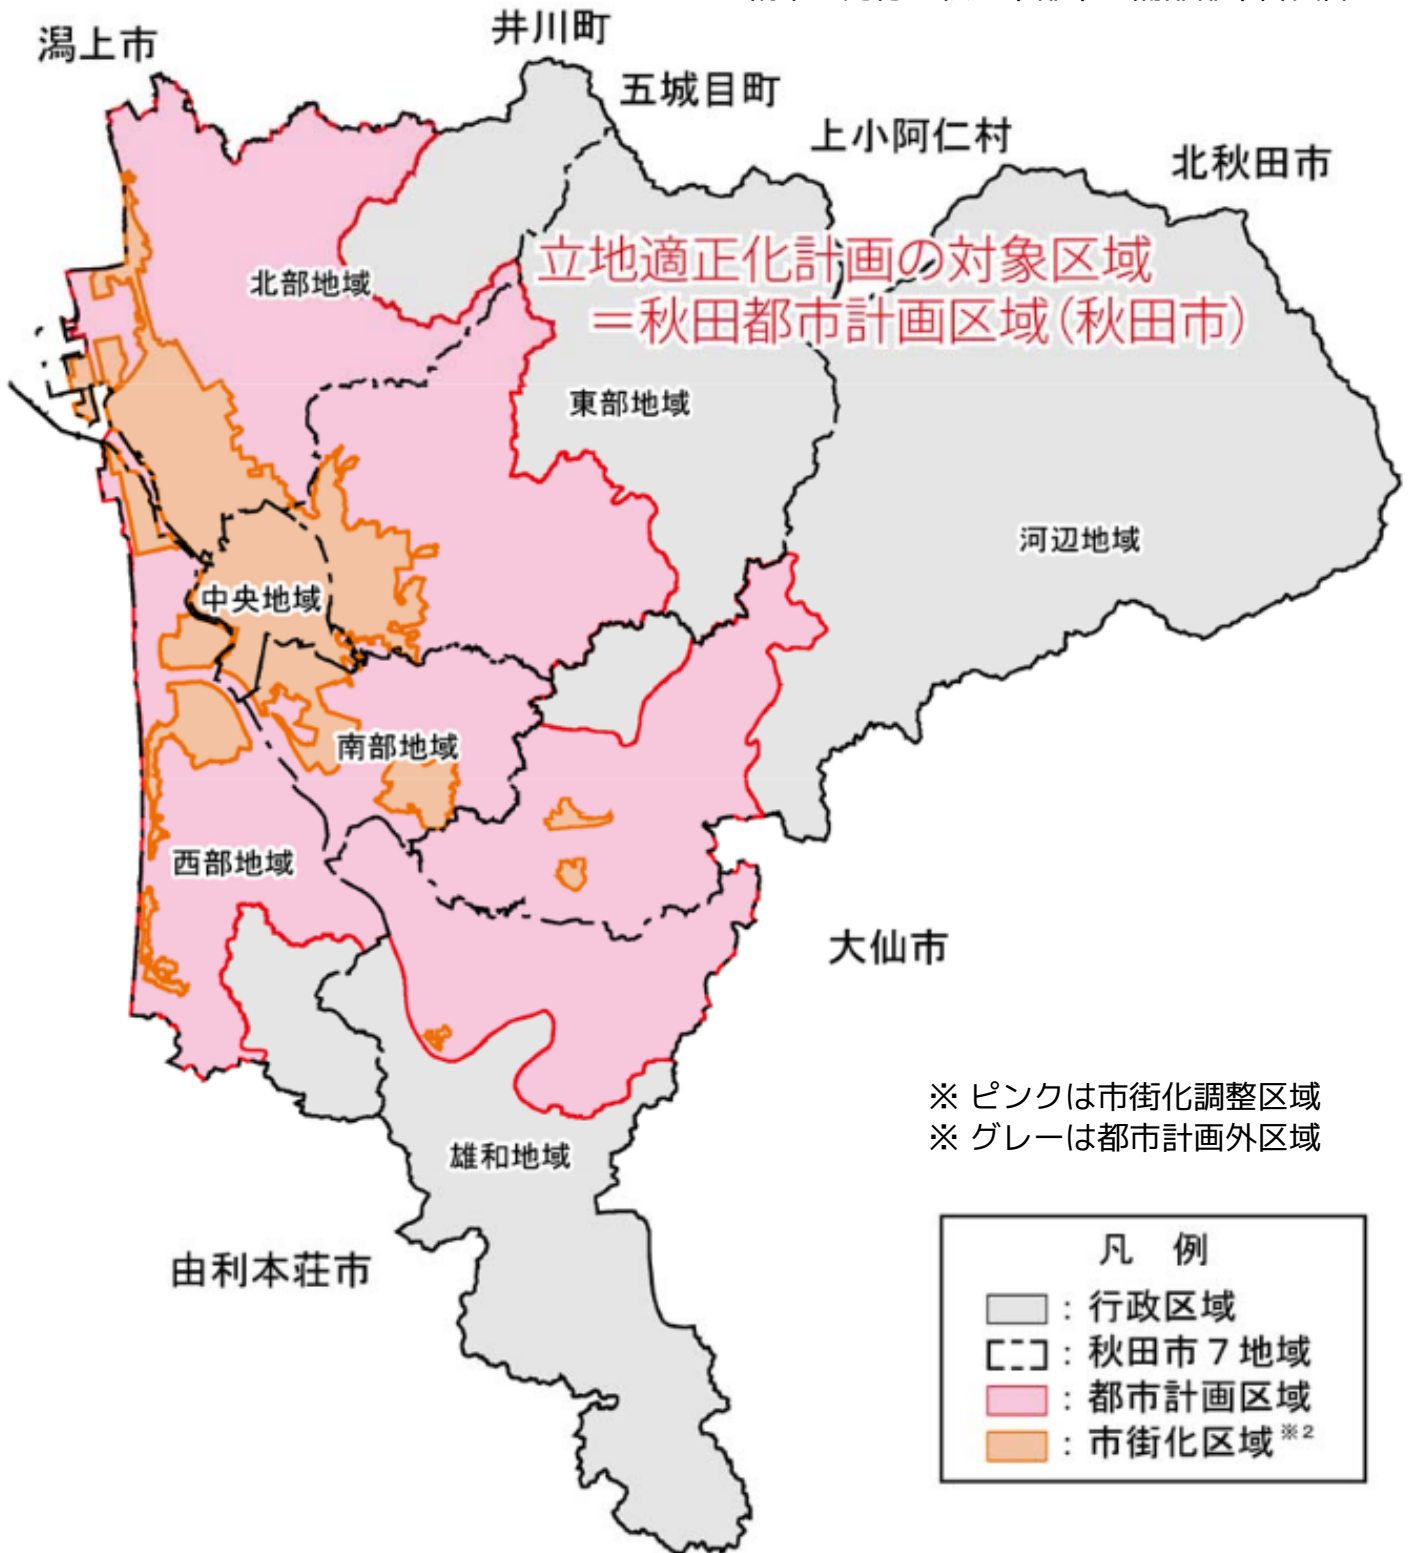 潟上市
井川町
五城目町
上小阿仁村
北秋田市
立地適正化計画の対象区域
=秋田都市計画区域(秋田市)
北部地域
東部地域
河辺地域
中央地域
南部地域
西部地域
大仙市
雄和地域
由利本荘市
※ ピンクは市街化調整区域
※ グレーは都市計画外区域
凡 例
：行政区域
：秋田市7地域
：都市計画区域
：市街化区域※2